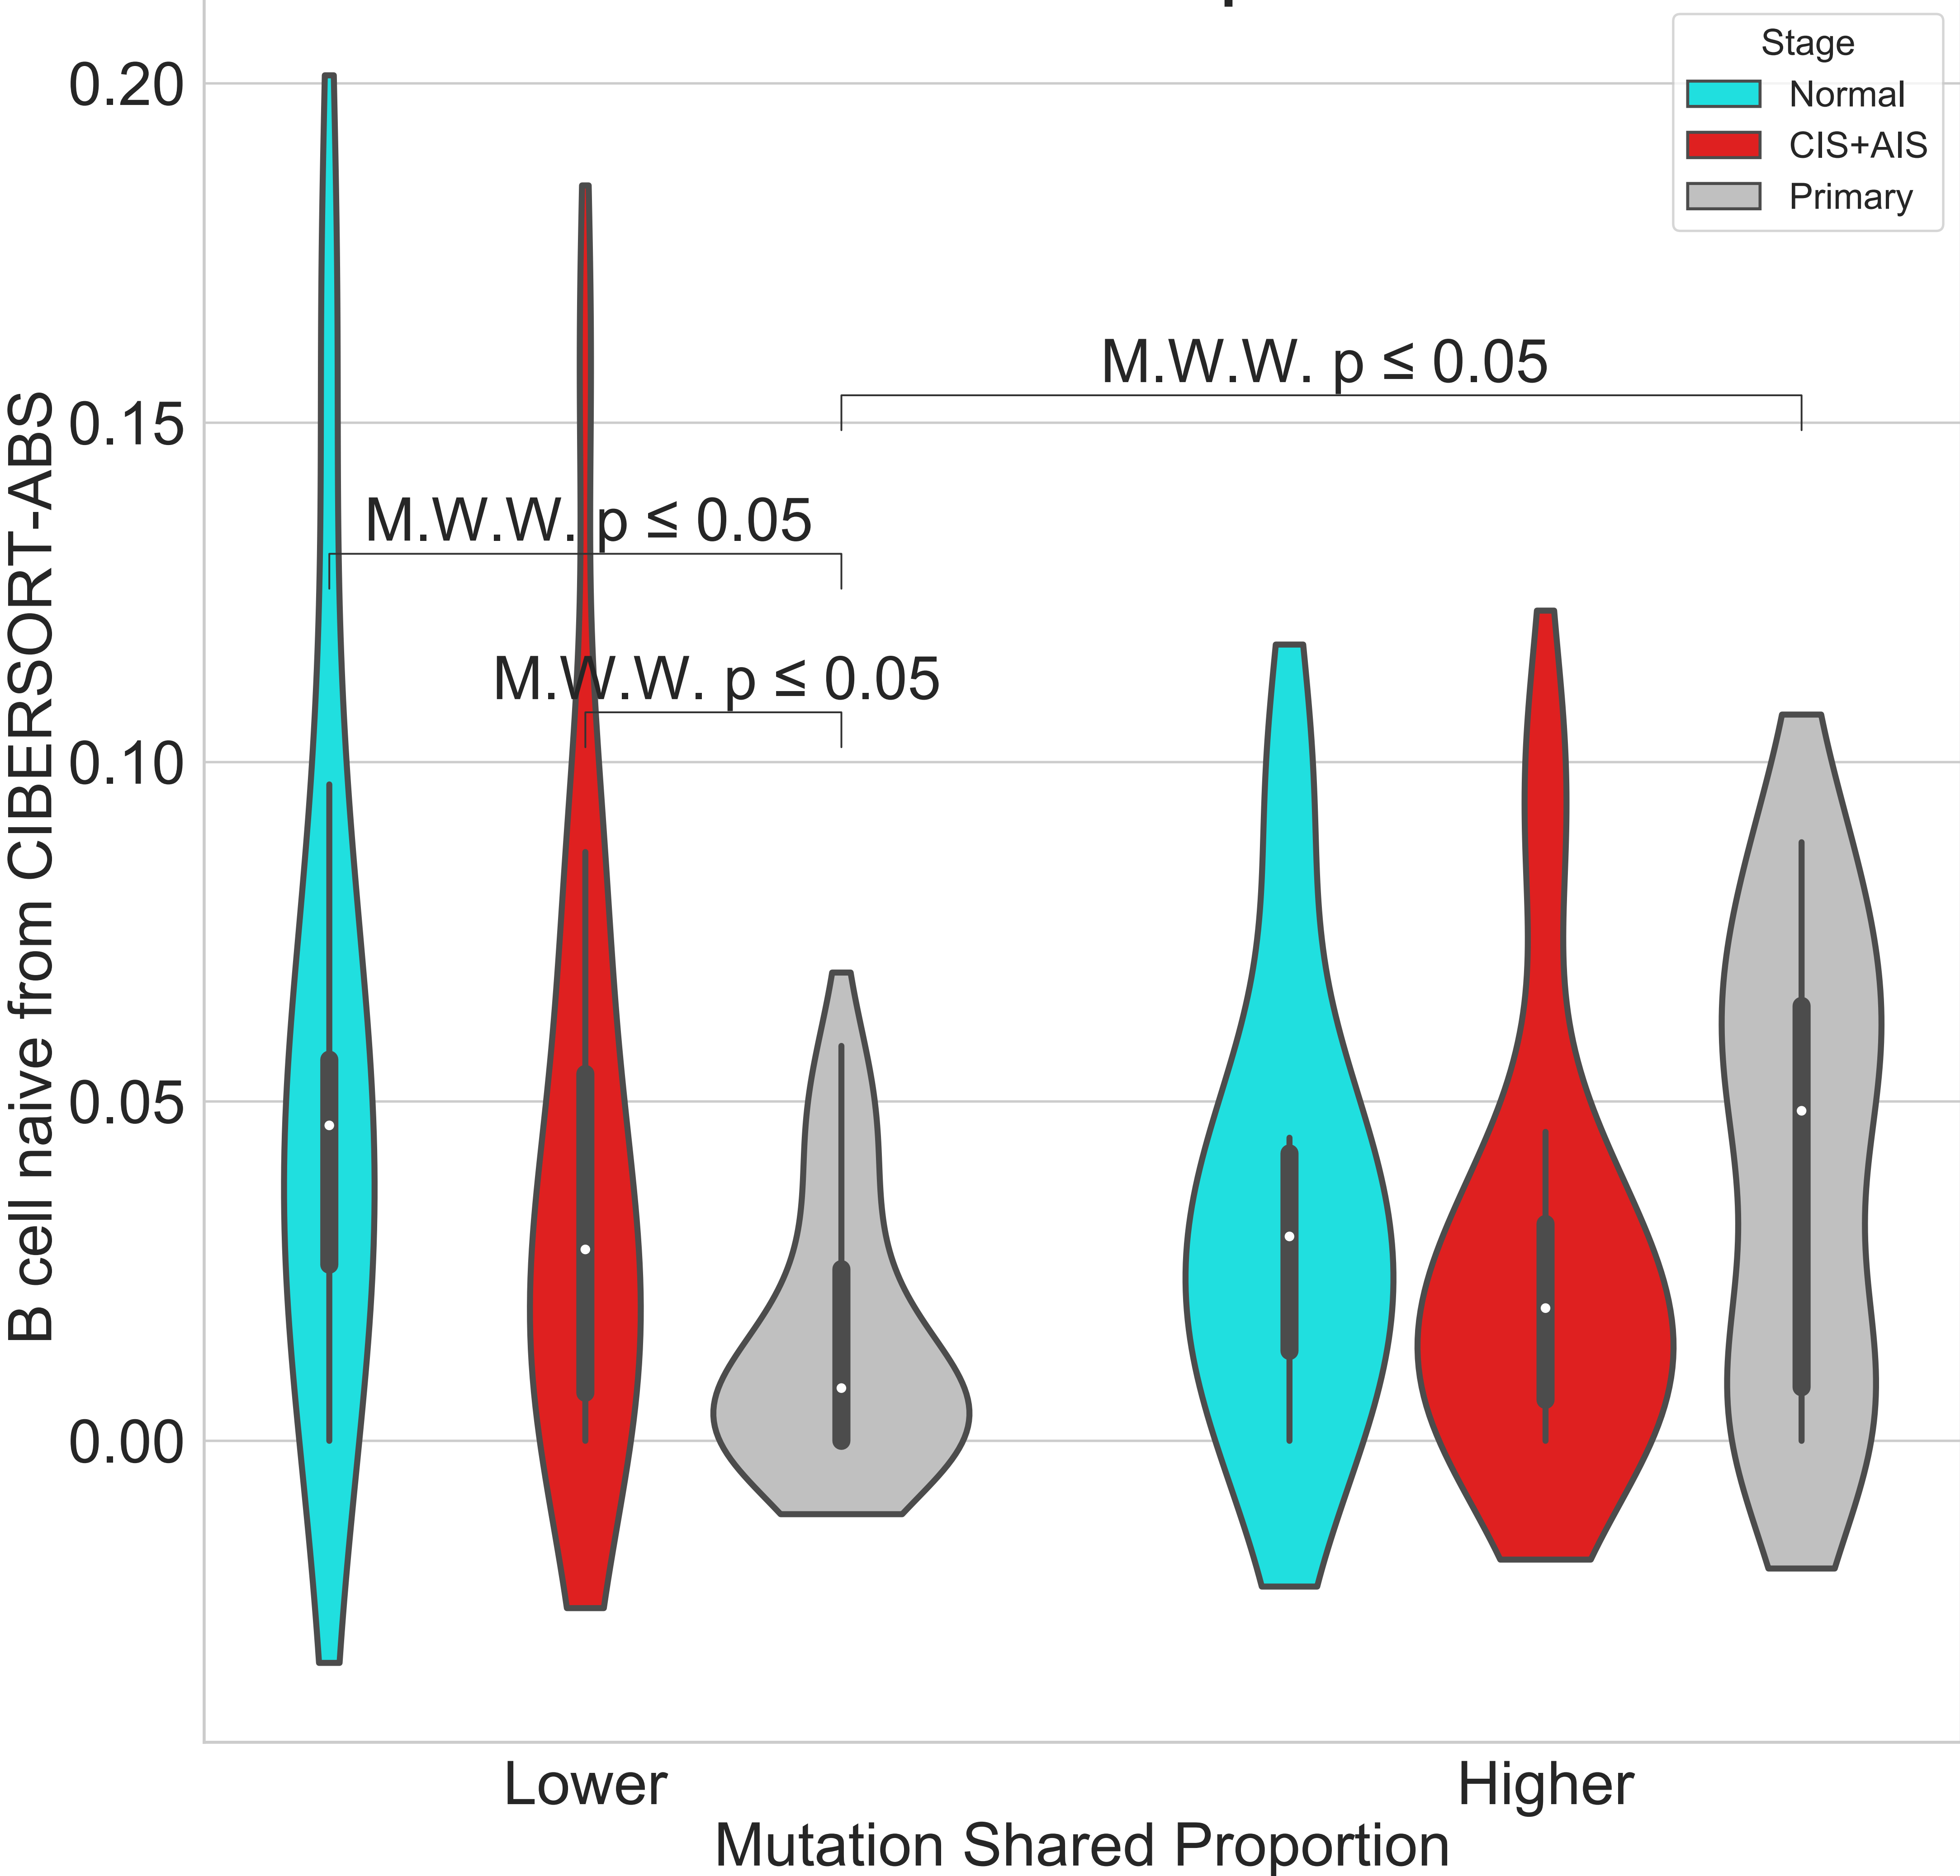 Stage
Normal
CIS+AIS
Primary
0.20
0.15
0.10
0.05
0.00
B cell naive from CIBERSORT-ABS
M.W.W. p ≤ 0.05
M.W.W. p ≤ 0.05
M.W.W. p ≤ 0.05
Lower
Higher
Mutation Shared Proportion